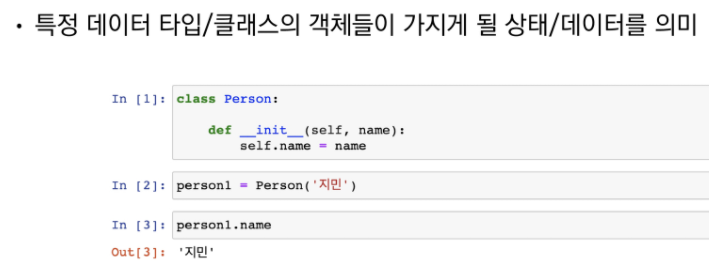 • 특정 데이터 타입/클래스의 객체들이 가지게 될 상태/데이터를 의미
In [1]: class Person:
def __init__(self, name):
self.name = name
In [2]: person1 = Person('지민')
In [3]: person1.name
Out[3]: '지민'